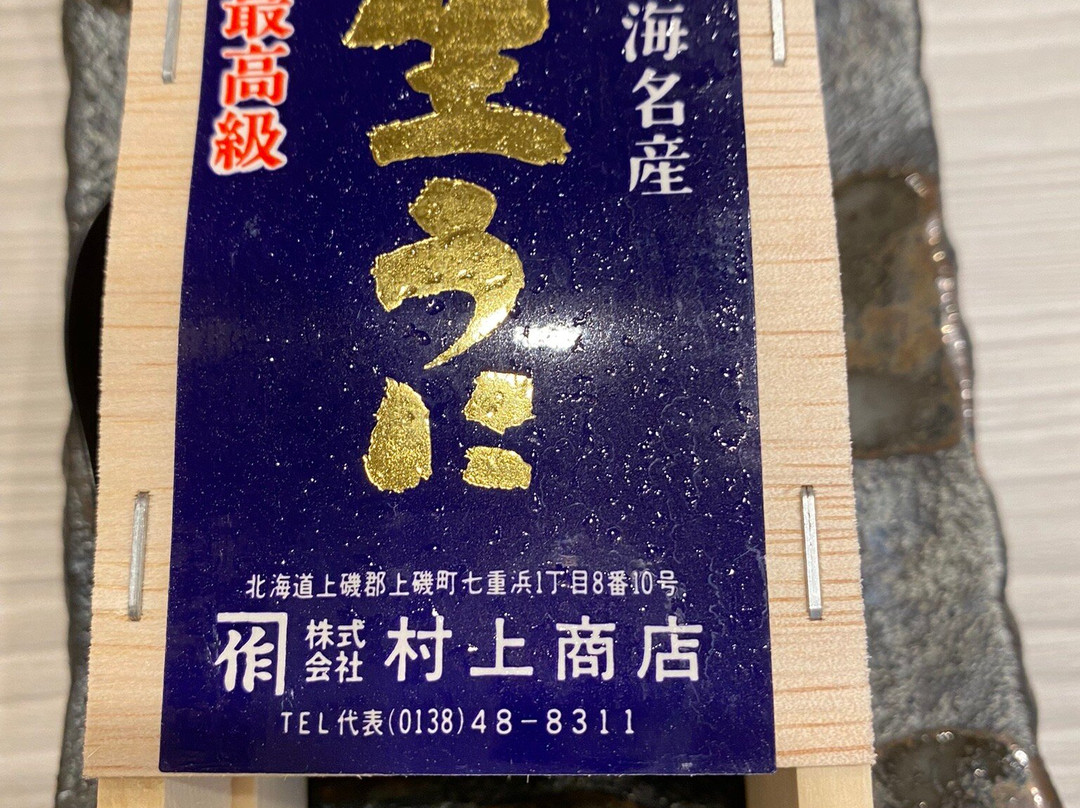 海名産
生うに
最高級
北海道上磯郡上磯町七重浜1丁目8番10号
作 株式会社 村上商店
TEL代表(0138)48-8311